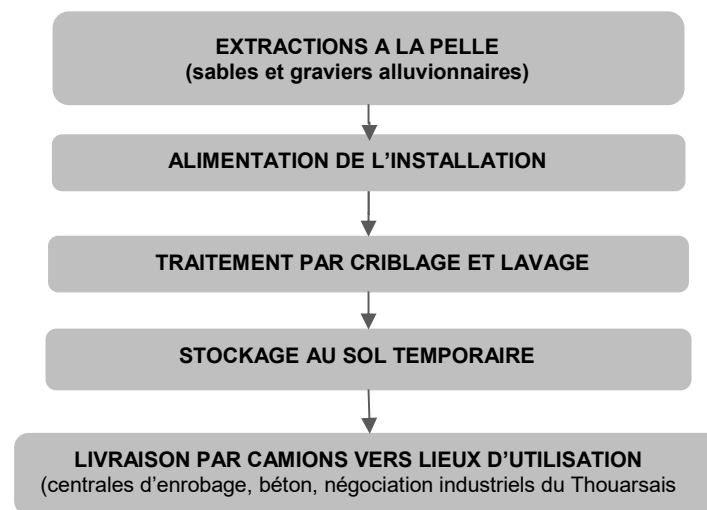 EXTRACTIONS A LA PELLE
(sables et graviers alluvionnaires)
ALIMENTATION DE L'INSTALLATION
TRAITEMENT PAR CRIBLAGE ET LAVAGE
STOCKAGE AU SOL TEMPORAIRE
LIVRAISON PAR CAMIONS VERS LIEUX D'UTILISATION
(centrales d'enrobage, béton, négociation industriels du Thouarsais